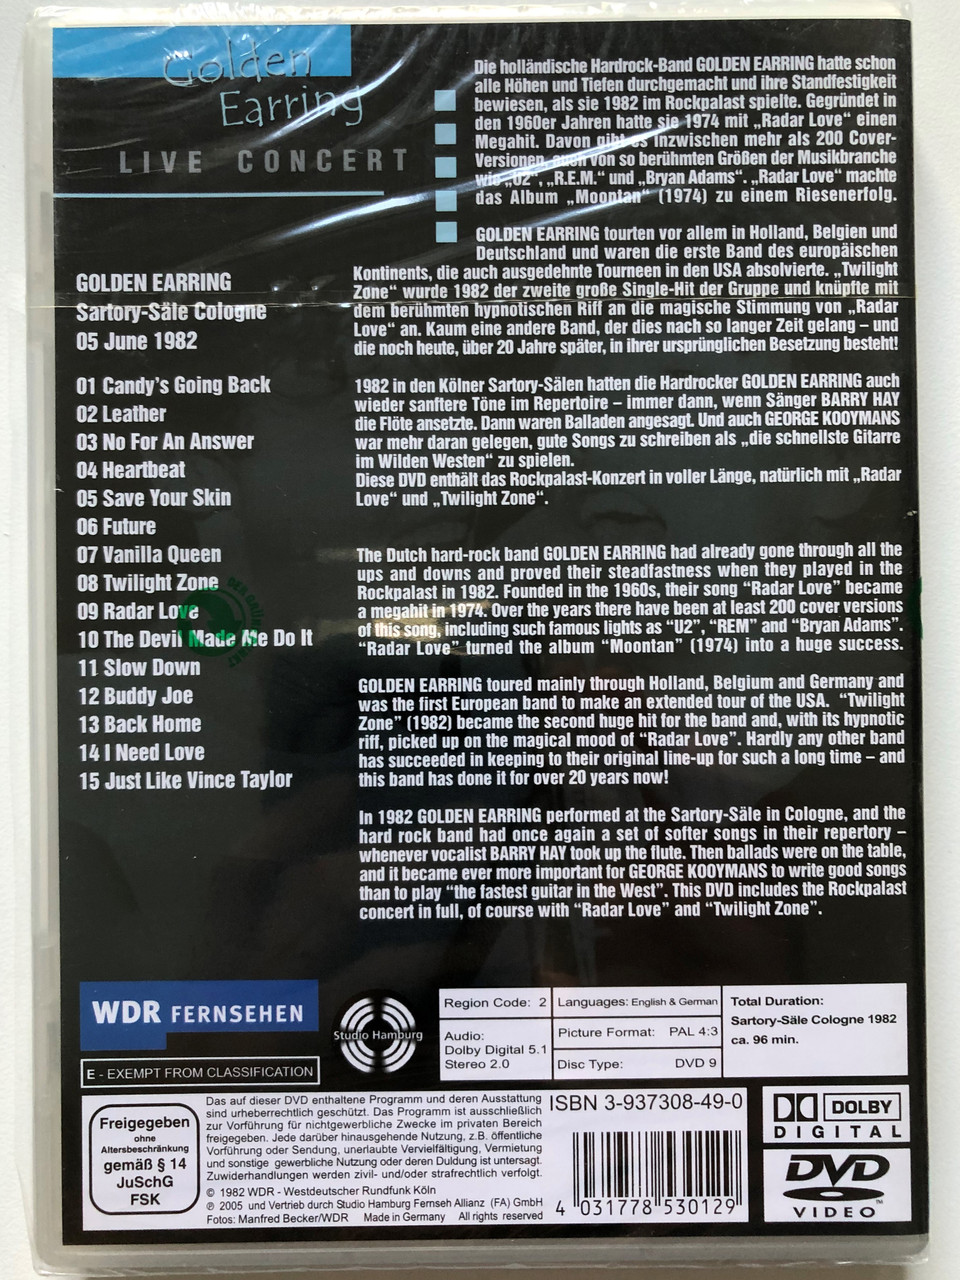 Golden
Earring
LIVE CONCERT
GOLDEN EARRING
Sartory-Säle Cologne
05 June 1982
01 Candy's Going Back
02 Leather
03 No For An Answer
04 Heartbeat
05 Save Your Skin
06 Future
07 Vanilla Queen
08 Twilight Zone
09 Radar Love
10 The Devil Made Me Do It
11 Slow Down
12 Buddy Joe
13 Back Home
14 I Need Love
15 Just Like Vince Taylor
Die holländische Hardrock-Band GOLDEN EARRING hatte schon
alle Höhen und Tiefen durchgemacht und ihre Standfestigkeit
bewiesen, als sie 1982 im Rockpalast spielte. Gegründet in
den 1960er Jahren hatte sie 1974 mit „Radar Love“ einen
Megahit. Davon gibt es inzwischen mehr als 200 Cover-
Versionen, auch von so berühmten Größen der Musikbranche
wie „U2“, „R.E.M.“ und „Bryan Adams“. „Radar Love“ machte
das Album „Moontan“ (1974) zu einem Riesenerfolg.
GOLDEN EARRING tourten vor allem in Holland, Belgien und
Deutschland und waren die erste Band des europäischen
Kontinents, die auch ausgedehnte Tourneen in den USA absolvierte. „Twilight
Zone“ wurde 1982 der zweite große Single-Hit der Gruppe und knüpfte mit
dem berühmten hypnotischen Riff an die magische Stimmung von „Radar
Love“ an. Kaum eine andere Band, der dies nach so langer Zeit gelang – und
die noch heute, über 20 Jahre später, in ihrer ursprünglichen Besetzung besteht!
1982 in den Kölner Sartory-Sälen hatten die Hardrocker GOLDEN EARRING auch
wieder sanftere Töne im Repertoire – immer dann, wenn Sänger BARRY HAY
die Flöte ansetzte. Dann waren Balladen angesagt. Und auch GEORGE KOOYMANS
war mehr daran gelegen, gute Songs zu schreiben als „die schnellste Gitarre
im Wilden Westen“ zu spielen.
Diese DVD enthält das Rockpalast-Konzert in voller Länge, natürlich mit „Radar
Love“ und „Twilight Zone“.
The Dutch hard-rock band GOLDEN EARRING had already gone through all the
ups and downs and proved their steadfastness when they played in the
Rockpalast in 1982. Founded in the 1960s, their song “Radar Love” became
a megahit in 1974. Over the years there have been at least 200 cover versions
of this song, including such famous lights as “U2”, “REM” and “Bryan Adams”.
“Radar Love” turned the album “Moontan” (1974) into a huge success.
GOLDEN EARRING toured mainly through Holland, Belgium and Germany and
was the first European band to make an extended tour of the USA. “Twilight
Zone” (1982) became the second huge hit for the band and, with its hypnotic
riff, picked up on the magical mood of “Radar Love”. Hardly any other band
has succeeded in keeping to their original line-up for such a long time – and
this band has done it for over 20 years now!
In 1982 GOLDEN EARRING performed at the Sartory-Säle in Cologne, and the
hard rock band had once again a set of softer songs in their repertory –
whenever vocalist BARRY HAY took up the flute. Then ballads were on the table,
and it became ever more important for GEORGE KOOYMANS to write good songs
than to play “the fastest guitar in the West”. This DVD includes the Rockpalast
concert in full, of course with “Radar Love” and “Twilight Zone”.
WDR FERNSEHEN
Studio Hamburg
E - EXEMPT FROM CLASSIFICATION
Region Code: 2
Audio:
Dolby Digital 5.1
Stereo 2.0
Languages: English & German
Picture Format: PAL 4:3
Disc Type: DVD 9
Total Duration:
Sartory-Säle Cologne 1982
ca. 96 min.
Freigegeben
ohne
Altersbeschränkung
gemäß § 14
JuSchG
FSK
Das auf dieser DVD enthaltene Programm und deren Ausstattung
sind urheberrechtlich geschützt. Das Programm ist ausschließlich
zur Vorführung für nichtgewerbliche Zwecke im privaten Bereich
freigegeben. Jede darüber hinausgehende Nutzung, z.B. öffentliche
Vorführung oder Sendung, unerlaubte Vervielfältigung, Vermietung
und sonstige gewerbliche Nutzung oder deren Duldung ist untersagt.
Zuwiderhandlungen werden zivil- und/oder strafrechtlich verfolgt.
© 1982 WDR - Westdeutscher Rundfunk Köln
℗ 2005 und Vertrieb durch Studio Hamburg Fernseh Allianz (FA) GmbH
Fotos: Manfred Becker/WDR Made in Germany All rights reserved
ISBN 3-937308-49-0
4 031778 530129
DOLBY
DIGITAL
DVD
VIDEO™